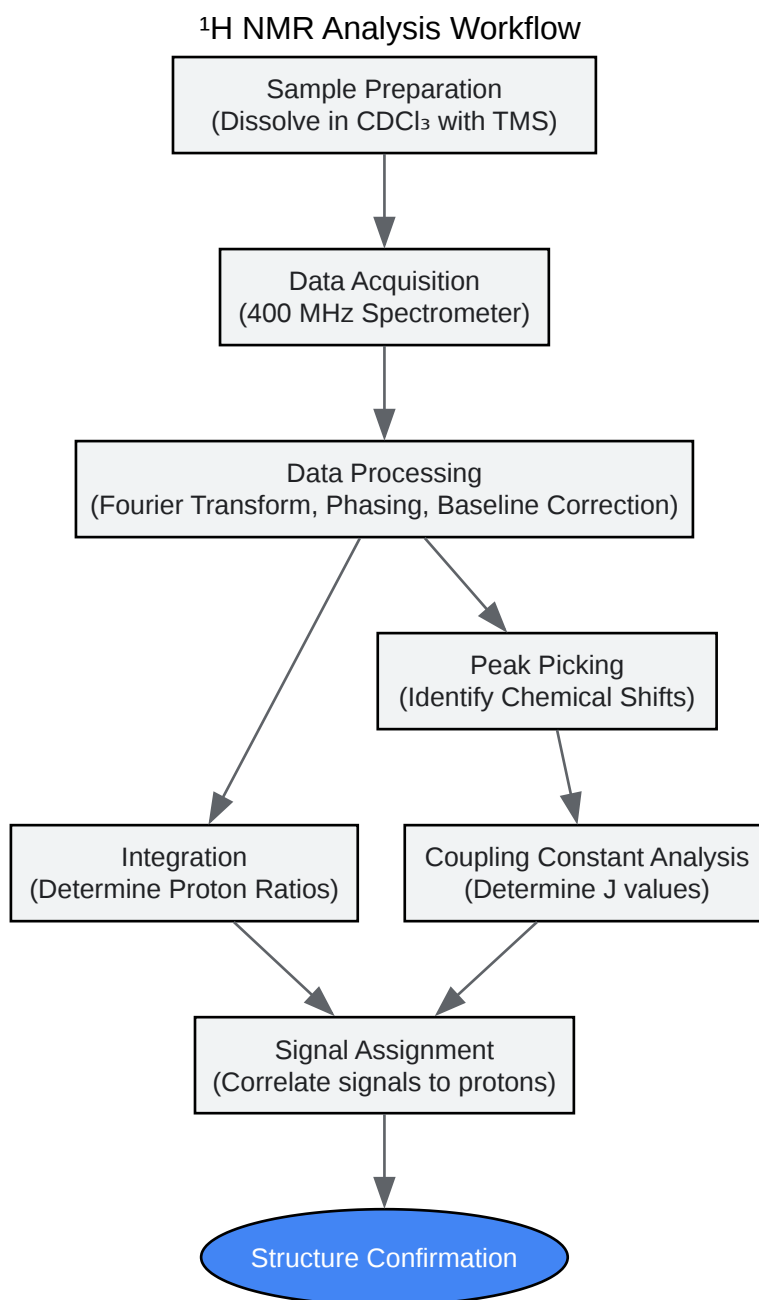 ¹H NMR Analysis Workflow
Sample Preparation
(Dissolve in CDCl₃ with TMS)
Data Acquisition
(400 MHz Spectrometer)
Data Processing
(Fourier Transform, Phasing, Baseline Correction)
Peak Picking
(Identify Chemical Shifts)
Integration
(Determine Proton Ratios)
Coupling Constant Analysis
(Determine J values)
Signal Assignment
(Correlate signals to protons)
Structure Confirmation